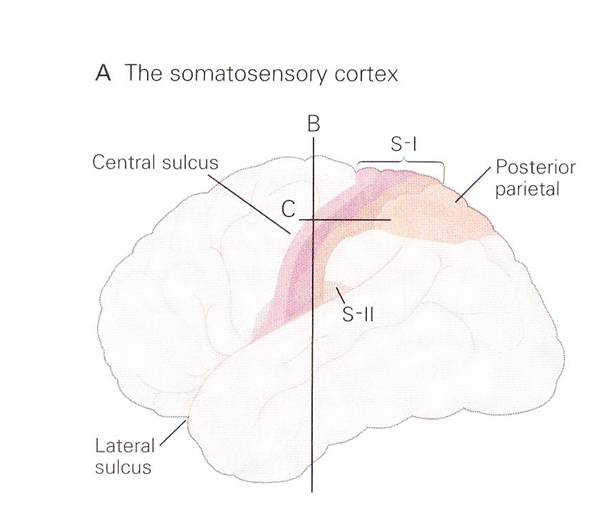 A The somatosensory cortex
B
S-I
Central sulcus
Posterior
parietal
C
S-II
Lateral
sulcus